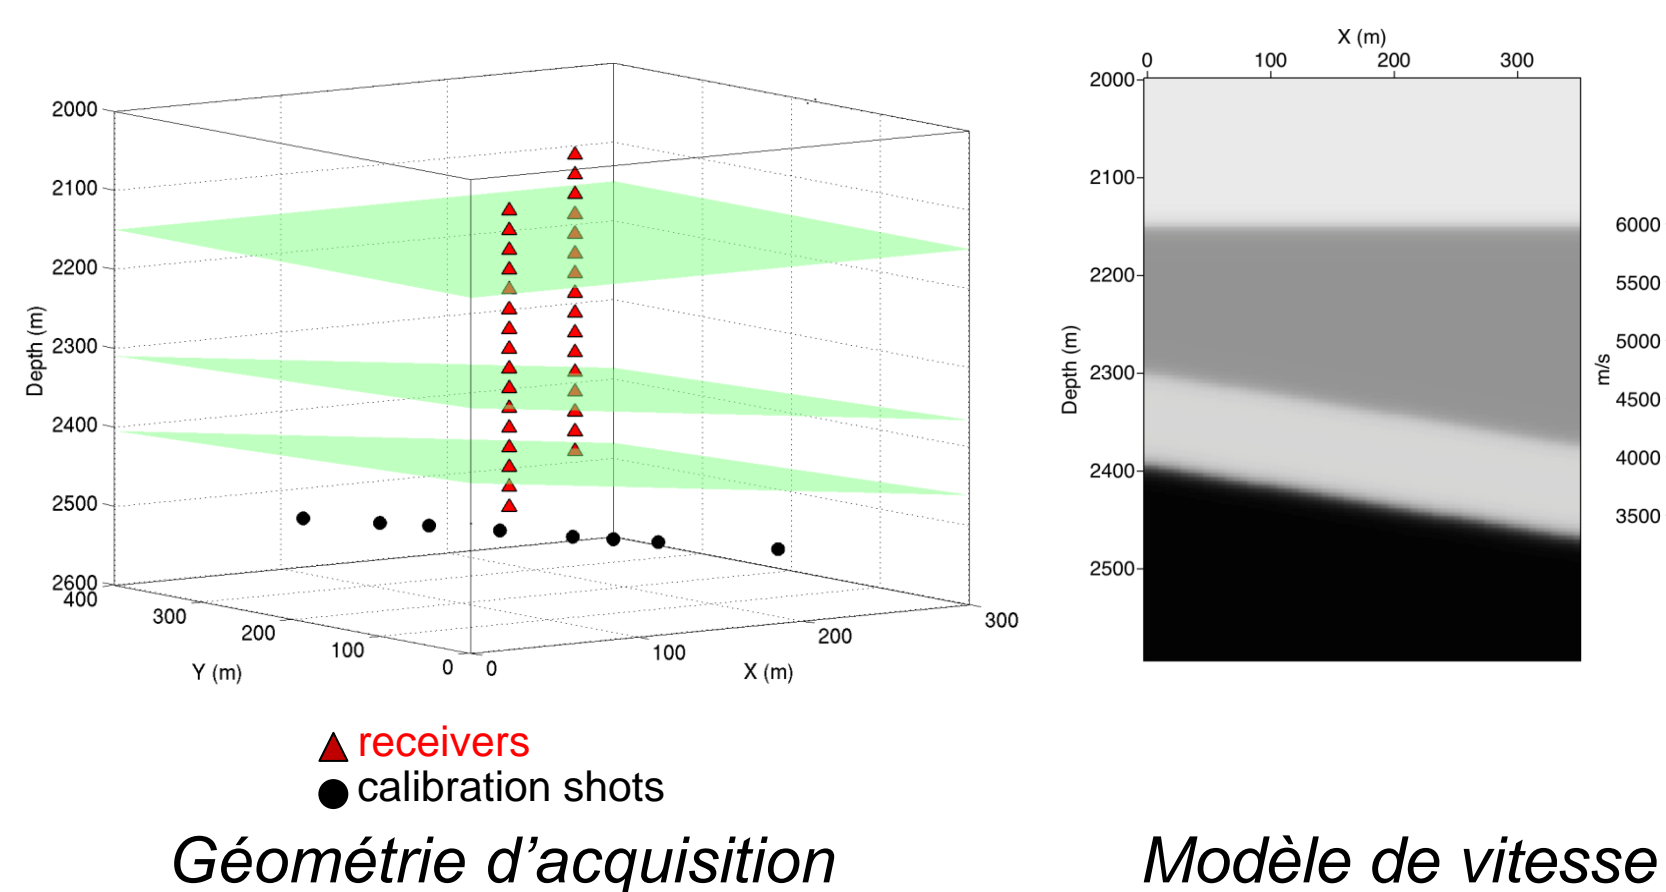 2000
2100
2200
2300
2400
2500
2600
Depth (m)
400
300
200
100
0
Y (m)
0
100
200
300
X (m)
receivers
calibration shots
Géométrie d’acquisition
X (m)
0 100 200 300
2000
2100
2200
2300
2400
2500
Depth (m)
6000
5500
5000
4500
4000
3500
m/s
Modèle de vitesse